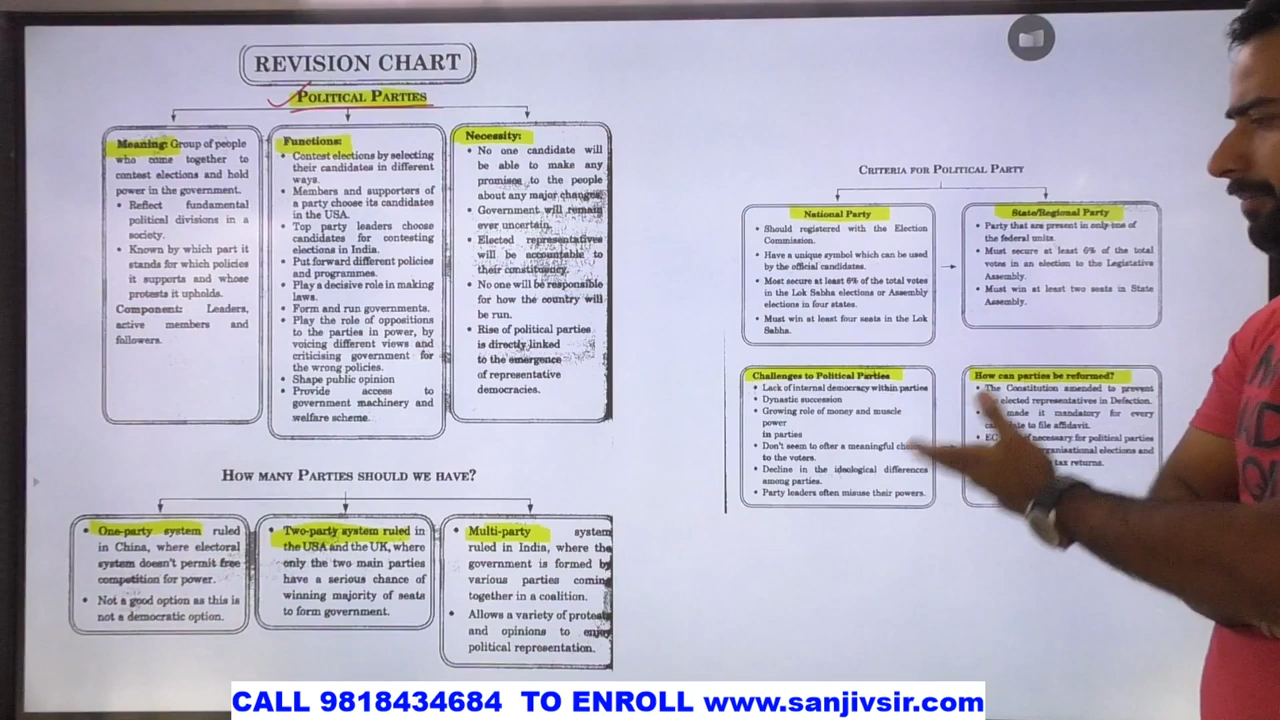 REVISION CHART
POLITICAL PARTIES
Meaning: Group of people
who come together to
contest elections and hold
power in the government.
• Reflect fundamental
political divisions in a
society.
• Known by which part it
stands for which policies
it supports and whose
protests it upholds.
Component: Leaders,
active members and
followers.
Functions:
• Contest elections by selecting
their candidates in different
ways.
• Members and supporters of
a party choose its candidates
in the USA.
• Top party leaders choose
candidates for contesting
elections in India.
• Put forward different policies
and programmes.
• Play a decisive role in making
laws.
• Form and run governments.
• Play the role of oppositions
to the parties in power, by
voicing different views and
criticising government for
the wrong policies.
• Shape public opinion
• Provide access to
government machinery and
welfare scheme.
Necessity:
• No one candidate will
be able to make any
promises to the people
about any major changes.
• Government will remain
ever uncertain.
• Elected representatives
will be accountable to
their constituency.
• No one will be responsible
for how the country will
be run.
• Rise of political parties
is directly linked
to the emergence
of representative
democracies.
HOW MANY PARTIES SHOULD WE HAVE?
• One-party system ruled
in China, where electoral
system doesn't permit free
competition for power.
• Not a good option as this is
not a democratic option.
• Two-party system ruled in
the USA and the UK, where
only the two main parties
have a serious chance of
winning majority of seats
to form government.
• Multi-party system
ruled in India, where the
government is formed by
various parties coming
together in a coalition.
• Allows a variety of protests
and opinions to enjoy
political representation.
CRITERIA FOR POLITICAL PARTY
National Party
• Should registered with the Election
Commission.
• Have a unique symbol which can be used
by the official candidates.
• Most secure at least 6% of the total votes
in the Lok Sabha elections or Assembly
elections in four states.
• Must win at least four seats in the Lok
Sabha.
State/Regional Party
• Party that are present in only one of
the federal units.
• Must secure at least 6% of the total
votes in an election to the Legislative
Assembly.
• Must win at least two seats in State
Assembly.
Challenges to Political Parties
• Lack of internal democracy within parties
• Dynastic succession
• Growing role of money and muscle
power
in parties
• Don't seem to ofter a meaningful
to the voters.
• Decline in the ideological differences
among parties.
• Party leaders often misuse their powers.
How can parties be reformed?
• The Constitution amended to prevent
elected representatives in Defection.
made it mandatory for every
to file affidavit.
• necessary for political parties
elections and
tax returns.
CALL 9818434684 TO ENROLL www.sanjivsir.com